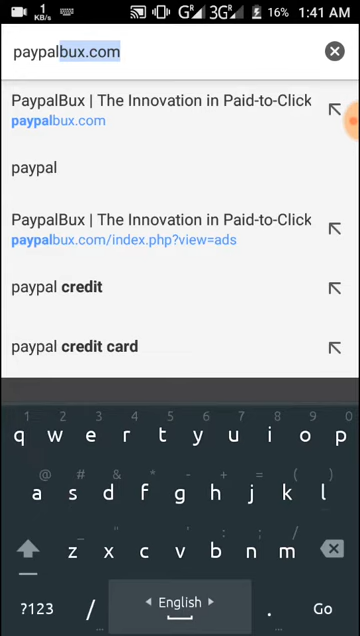 1
KB/s
G R 3G R 16% 1:41 AM
paypalbux.com
PaypalBux | The Innovation in Paid-to-Click
paypalbux.com
paypal
PaypalBux | The Innovation in Paid-to-Click
paypalbux.com/index.php?view=ads
paypal credit
paypal credit card
1 2 3 4 5 6 7 8 9 0
q w e r t y u i o p
@ # & * - + = ( )
a s d f g h j k l
_ " ' : ; /
z x c v b n m
?123 / English . Go